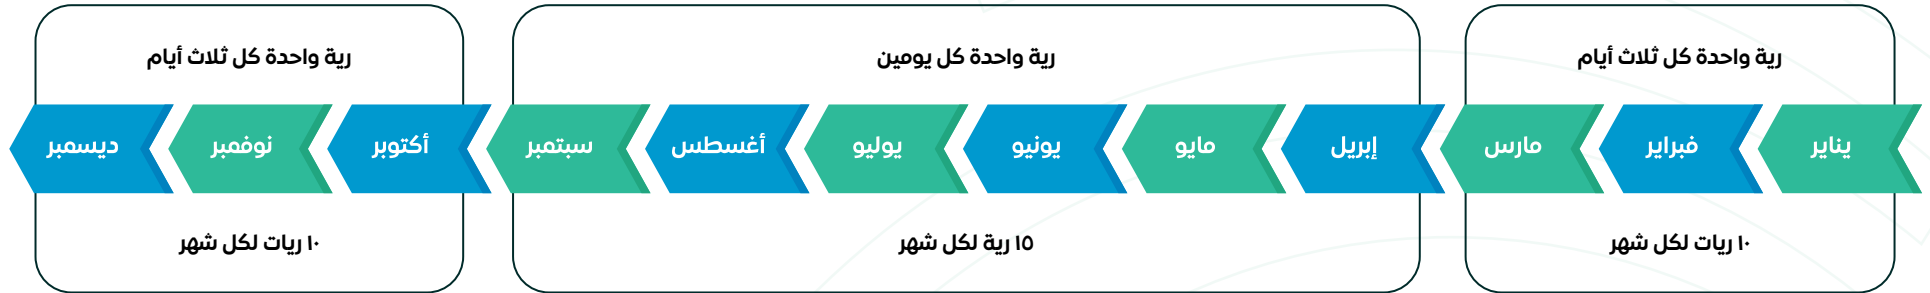 رية واحدة كل ثلاث أيام
رية واحدة كل يومين
رية واحدة كل ثلاث أيام
يناير
فبراير
مارس
إبريل
مايو
يونيو
يوليو
أغسطس
سبتمبر
أكتوبر
نوفمبر
ديسمبر
١٠ ريات لكل شهر
١٥ رية لكل شهر
١٠ ريات لكل شهر